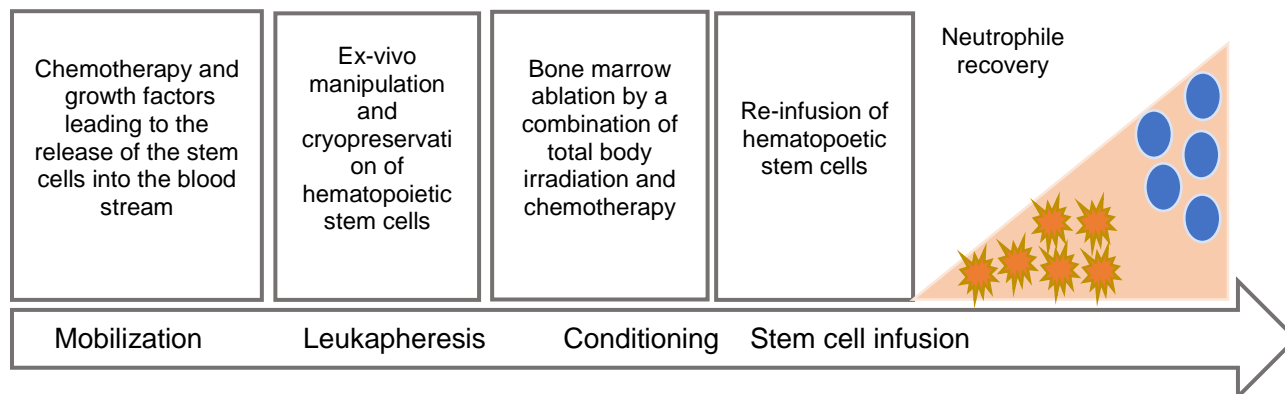 Chemotherapy and
growth factors
leading to the
release of the stem
cells into the blood
stream
Ex-vivo
manipulation
and
cryopreservati
on of
hematopoietic
stem cells
Bone marrow
ablation by a
combination of
total body
irradiation and
chemotherapy
Re-infusion of
hematopoetic
stem cells
Neutrophile
recovery
Mobilization
Leukapheresis
Conditioning
Stem cell infusion